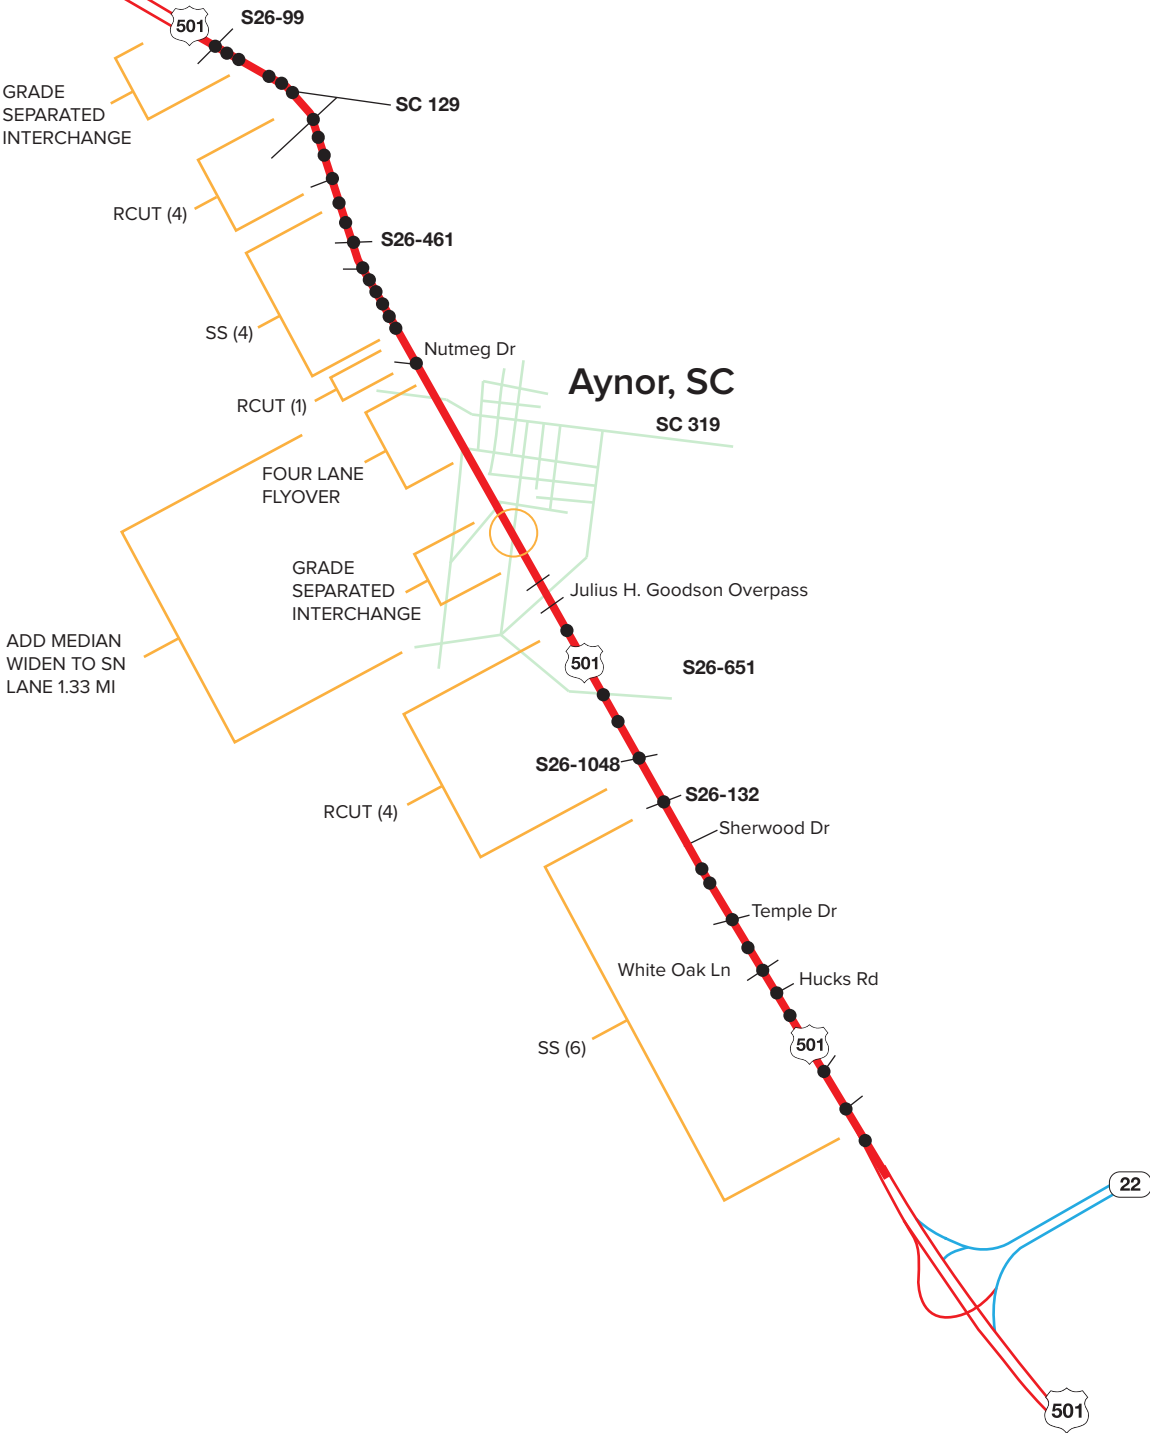 501
S26-99
GRADE
SEPARATED
INTERCHANGE
SC 129
RCUT (4)
S26-461
SS (4)
Nutmeg Dr
Aynor, SC
RCUT (1)
SC 319
FOUR LANE
FLYOVER
GRADE
SEPARATED
INTERCHANGE
Julius H. Goodson Overpass
ADD MEDIAN
WIDEN TO SN
LANE 1.33 MI
501
S26-651
S26-1048
S26-132
RCUT (4)
Sherwood Dr
Temple Dr
White Oak Ln
Hucks Rd
SS (6)
501
22
501